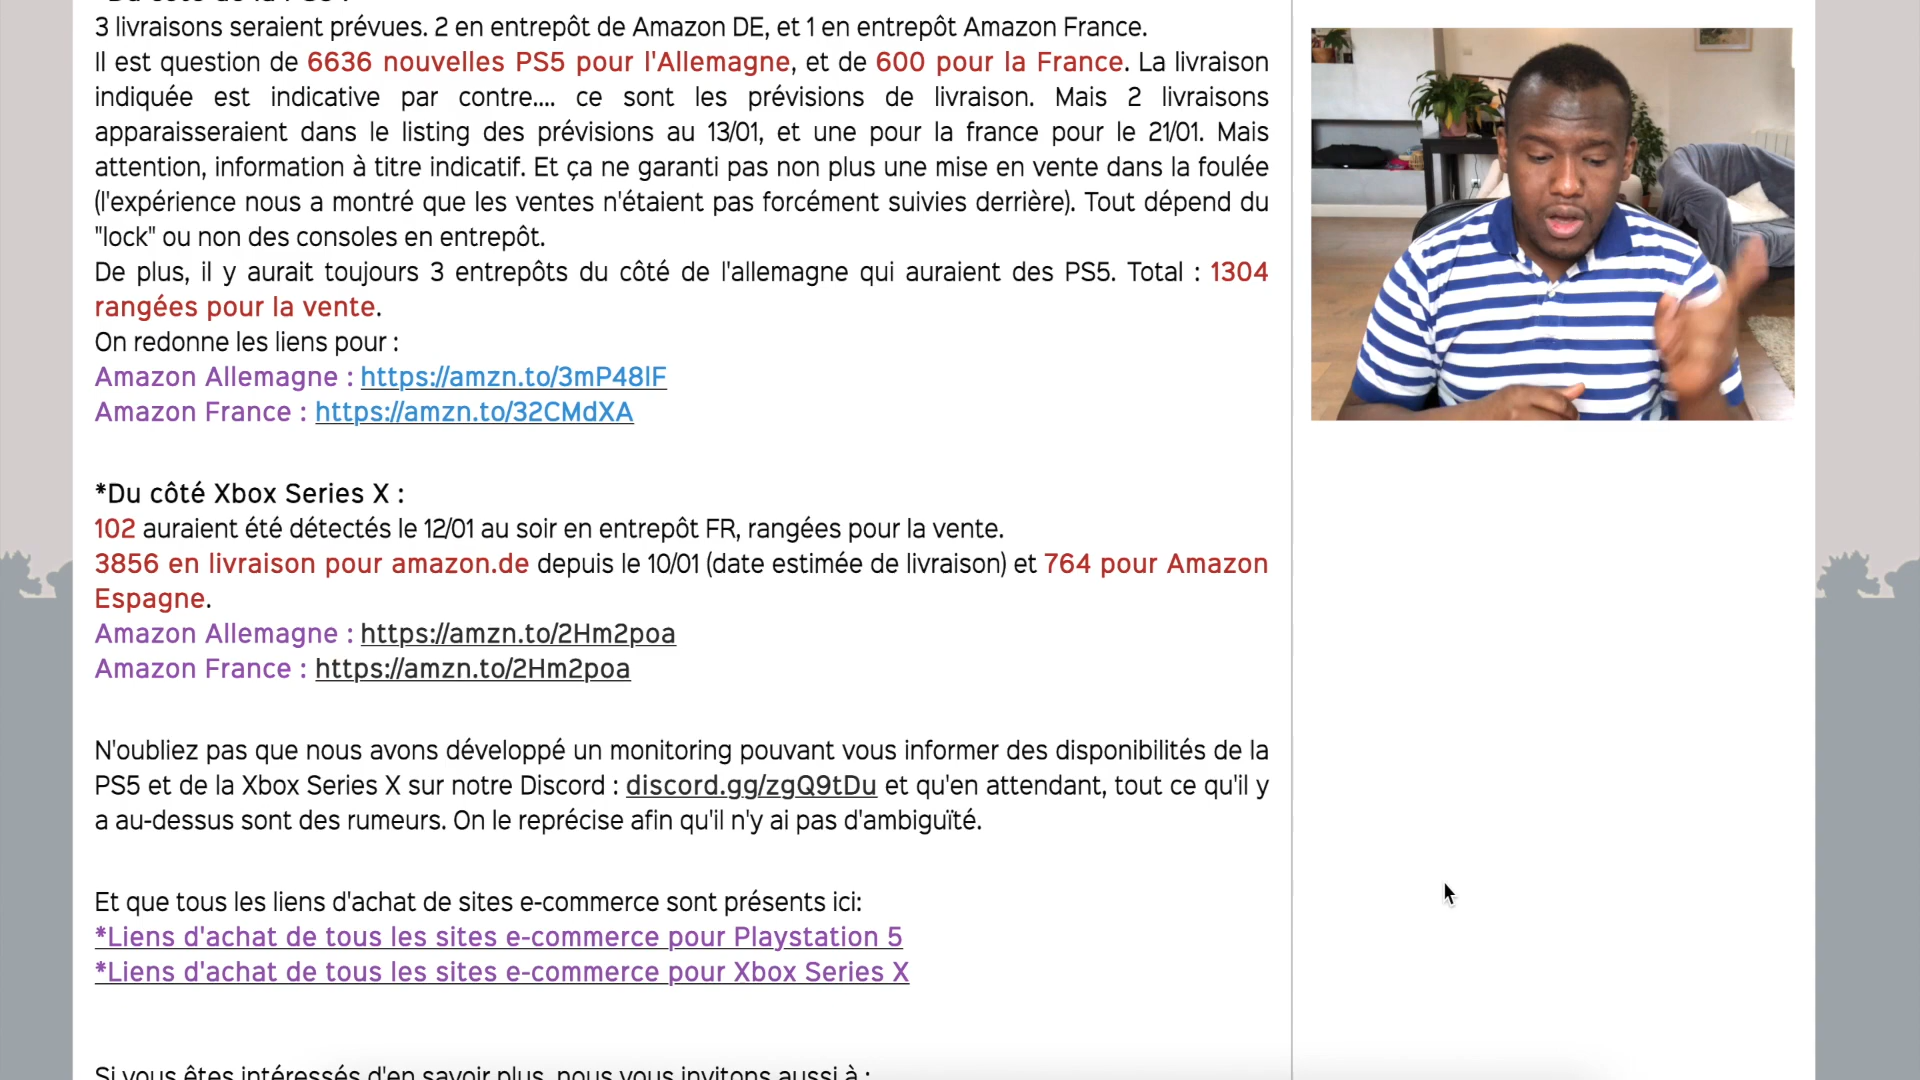 3 livraisons seraient prévues. 2 en entrepôt de Amazon DE, et 1 en entrepôt Amazon France.
Il est question de 6636 nouvelles PS5 pour l'Allemagne, et de 600 pour la France. La livraison
indiquée est indicative par contre.... ce sont les prévisions de livraison. Mais 2 livraisons
apparaisseraient dans le listing des prévisions au 13/01, et une pour la france pour le 21/01. Mais
attention, information à titre indicatif. Et ça ne garanti pas non plus une mise en vente dans la foulée
(l'expérience nous a montré que les ventes n'étaient pas forcément suivies derrière). Tout dépend du
"lock" ou non des consoles en entrepôt.
De plus, il y aurait toujours 3 entrepôts du côté de l'allemagne qui auraient des PS5. Total : 1304
rangées pour la vente.
On redonne les liens pour :
Amazon Allemagne : https://amzn.to/3mP48lF
Amazon France : https://amzn.to/32CMdXA
*Du côté Xbox Series X :
102 auraient été détectés le 12/01 au soir en entrepôt FR, rangées pour la vente.
3856 en livraison pour amazon.de depuis le 10/01 (date estimée de livraison) et 764 pour Amazon
Espagne.
Amazon Allemagne : https://amzn.to/2Hm2poa
Amazon France : https://amzn.to/2Hm2poa
N'oubliez pas que nous avons développé un monitoring pouvant vous informer des disponibilités de la
PS5 et de la Xbox Series X sur notre Discord : discord.gg/zgQ9tDu et qu'en attendant, tout ce qu'il y
a au-dessus sont des rumeurs. On le reprécise afin qu'il n'y ai pas d'ambiguïté.
Et que tous les liens d'achat de sites e-commerce sont présents ici:
*Liens d'achat de tous les sites e-commerce pour Playstation 5
*Liens d'achat de tous les sites e-commerce pour Xbox Series X
Si vous êtes intéressés d'en savoir plus, nous vous invitons aussi à :